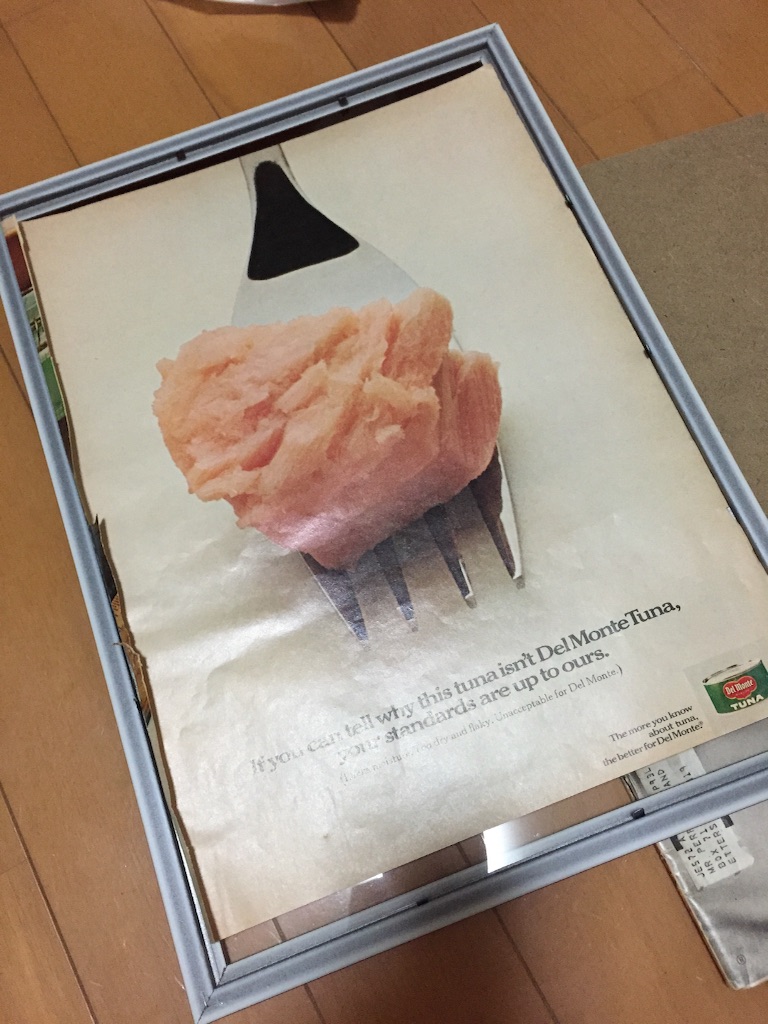 If you can tell why this tuna isn't Del Monte Tuna,
your standards are up to ours.
dry and flaky. Unacceptable for Del Monte.)
The more you know
about tuna,
the better for Del Monte.
Del Monte
TUNA